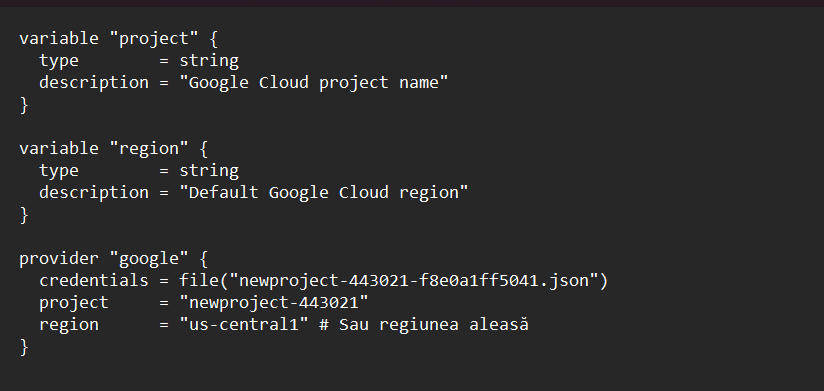 variable "project" {
  type        = string
  description = "Google Cloud project name"
}
variable "region" {
  type        = string
  description = "Default Google Cloud region"
}
provider "google" {
  credentials = file("newproject-443021-f8e0a1ff5041.json")
  project     = "newproject-443021"
  region      = "us-central1" # Sau regiunea aleasă
}